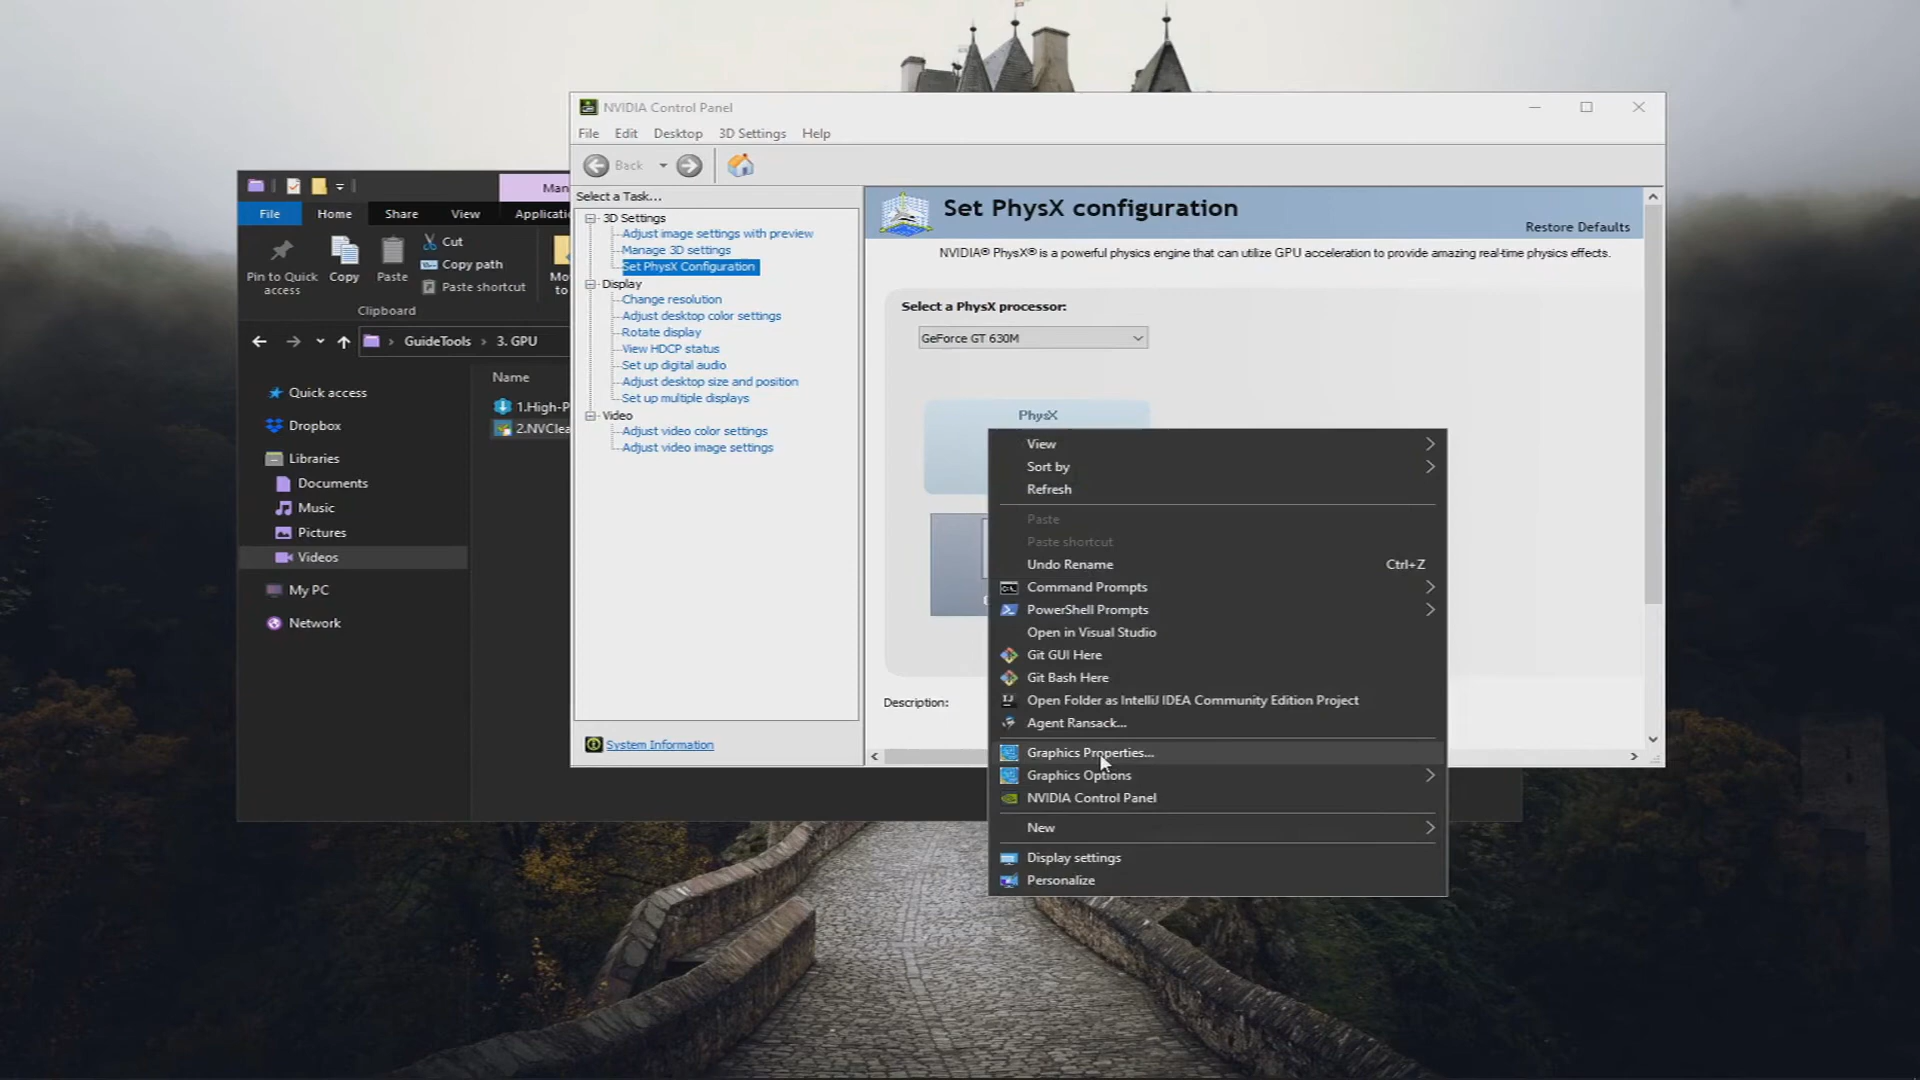 NVIDIA Control Panel
File Edit Desktop 3D Settings Help
Back
Select a Task...
3D Settings
Adjust image settings with preview
Manage 3D settings
Set PhysX Configuration
Display
Change resolution
Adjust desktop color settings
Rotate display
View HDCP status
Set up digital audio
Adjust desktop size and position
Set up multiple displays
Video
Adjust video color settings
Adjust video image settings
System Information
Set PhysX configuration
Restore Defaults
NVIDIA® PhysX® is a powerful physics engine that can utilize GPU acceleration to provide amazing real-time physics effects.
Select a PhysX processor:
GeForce GT 630M
PhysX
Description:
File Home Share View
Pin to Quick access
Copy
Paste
Cut
Copy path
Paste shortcut
Clipboard
GuideTools 3. GPU
Name
Quick access
Dropbox
Libraries
Documents
Music
Pictures
Videos
My PC
Network
View
Sort by
Refresh
Paste
Paste shortcut
Undo Rename Ctrl+Z
Command Prompts
PowerShell Prompts
Open in Visual Studio
Git GUI Here
Git Bash Here
Open Folder as IntelliJ IDEA Community Edition Project
Agent Ransack...
Graphics Properties...
Graphics Options
NVIDIA Control Panel
New
Display settings
Personalize